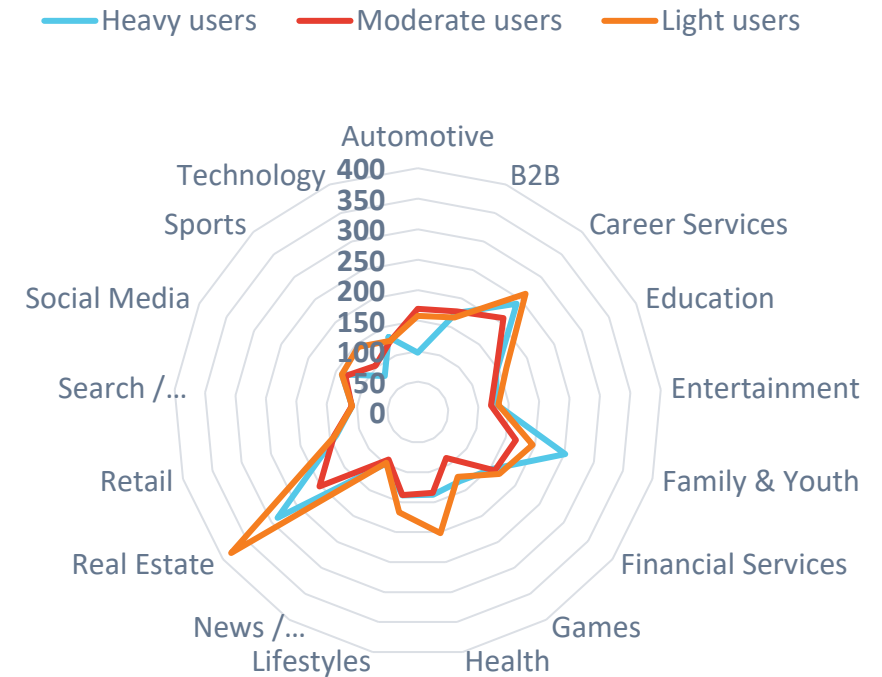 Heavy users
Moderate users
Light users
Automotive
B2B
Career Services
Education
Entertainment
Family & Youth
Financial Services
Games
Health
Lifestyles
News /...
Real Estate
Retail
Search /...
Social Media
Sports
Technology
400
350
300
250
200
150
100
50
0